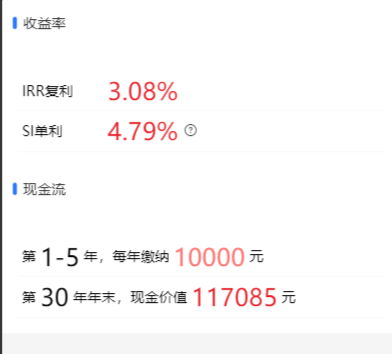 收益率
IRR复利 3.08%
SI单利 4.79% ?
现金流
第 1-5 年，每年缴纳 10000 元
第 30 年年末，现金价值 117085 元